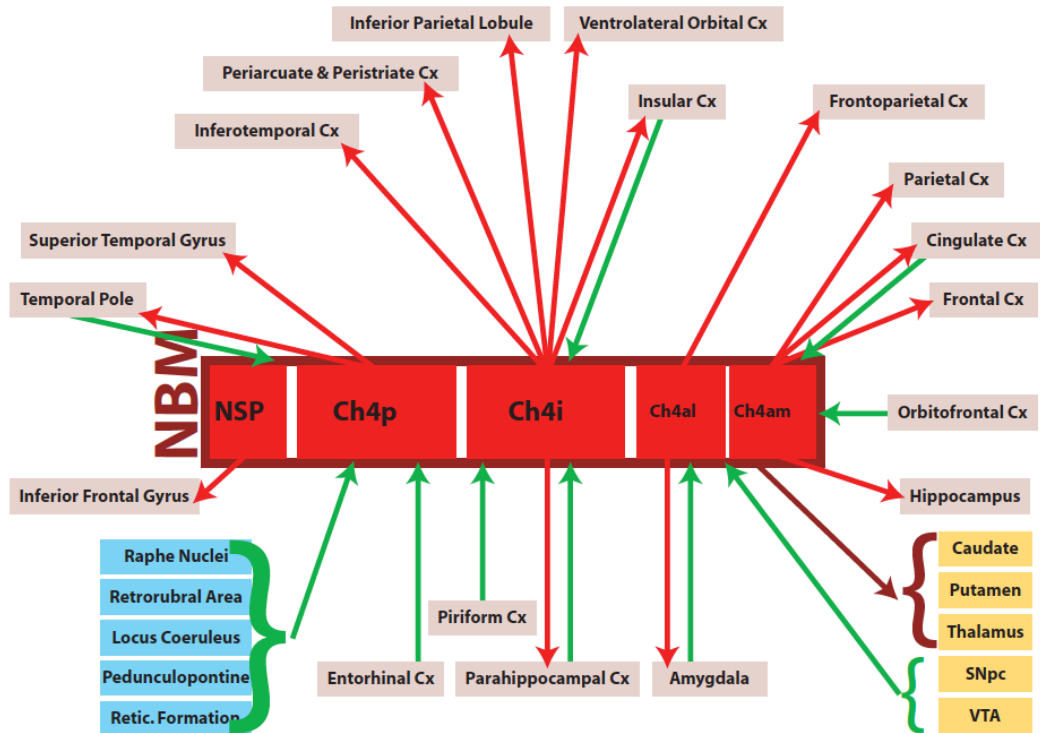 Inferior Parietal Lobule
Ventrolateral Orbital Cx
Periarcuate & Peristriate Cx
Insular Cx
Frontoparietal Cx
Inferotemporal Cx
Parietal Cx
Superior Temporal Gyrus
Cingulate Cx
Temporal Pole
Frontal Cx
NBM
NSP
Ch4p
Ch4i
Ch4al
Ch4am
Orbitofrontal Cx
Inferior Frontal Gyrus
Hippocampus
Raphe Nuclei
Retrorubral Area
Locus Coeruleus
Pedunculopontine
Retic. Formation
Piriform Cx
Entorhinal Cx
Parahippocampal Cx
Amygdala
Caudate
Putamen
Thalamus
SNpc
VTA